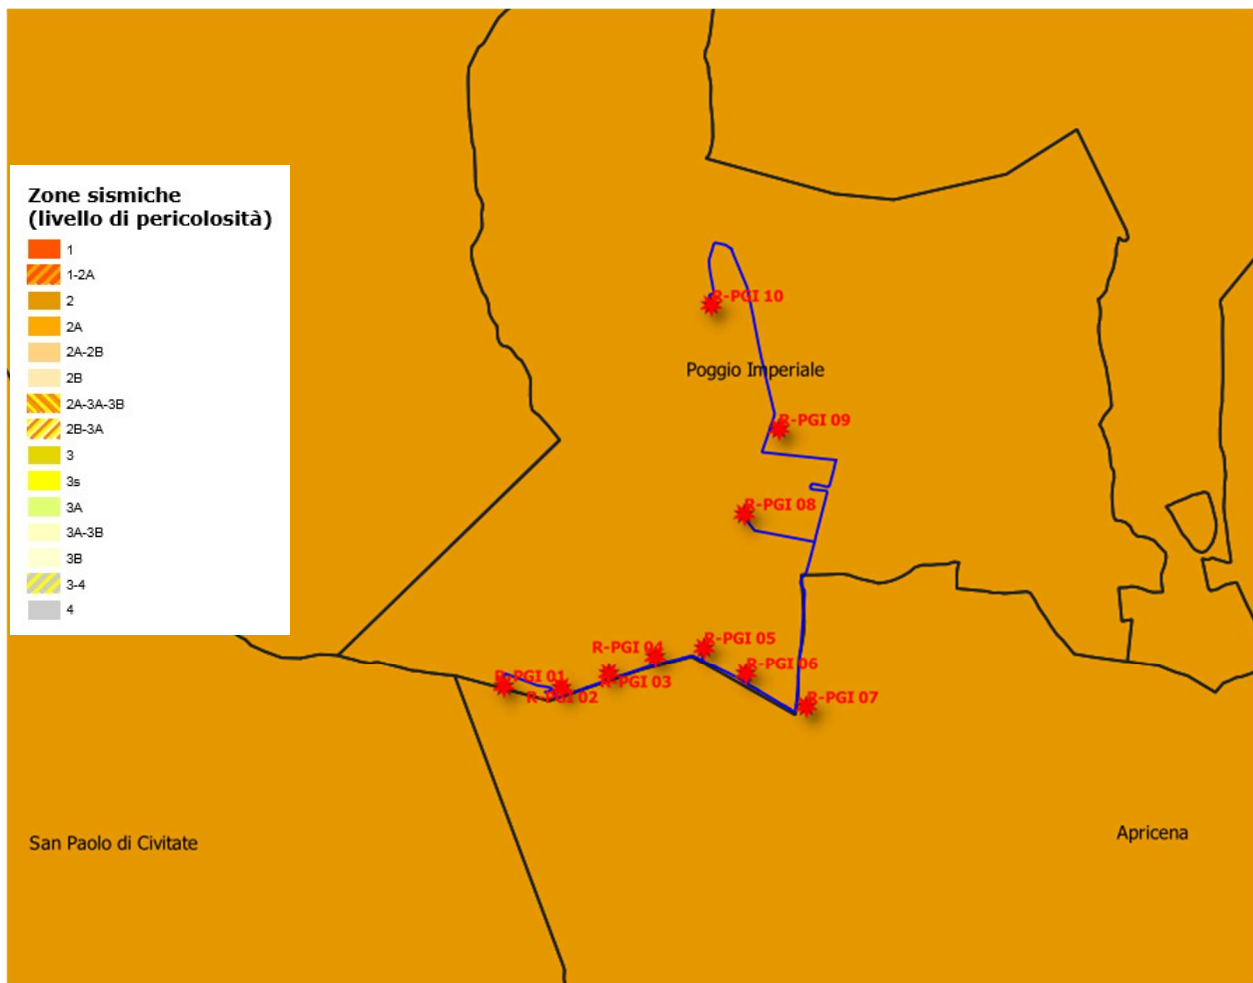 Zone sismiche
(livello di pericolosità)
1
1-2A
2
2A
2A-2B
2B
2A-3A-3B
2B-3A
3
3s
3A
3A-3B
3B
3-4
4
R-PGI 10
Poggio Imperiale
R-PGI 09
R-PGI 08
R-PGI 05
R-PGI 04
R-PGI 06
R-PGI 01
R-PGI 03
R-PGI 02
R-PGI 07
San Paolo di Civitate
Apricena